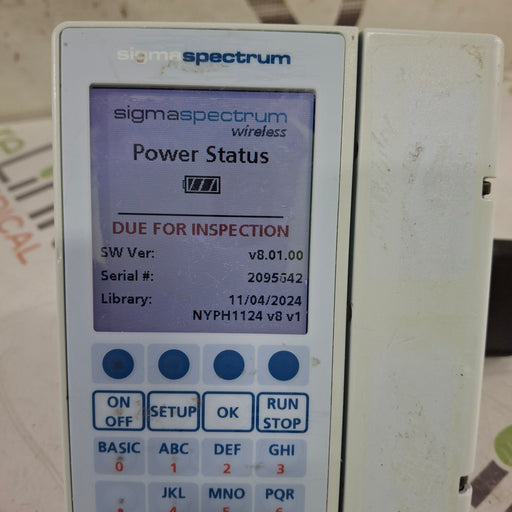 sigmaspectrum
sigmaspectrum
wireless
Power Status
DUE FOR INSPECTION
SW Ver: v8.01.00
Serial #: 2095642
Library: 11/04/2024
NYPH1124 v8 v1
ON OFF SETUP OK RUN STOP
BASIC ABC DEF GHI
0 1 2 3
JKL MNO PQR
MEDICAL